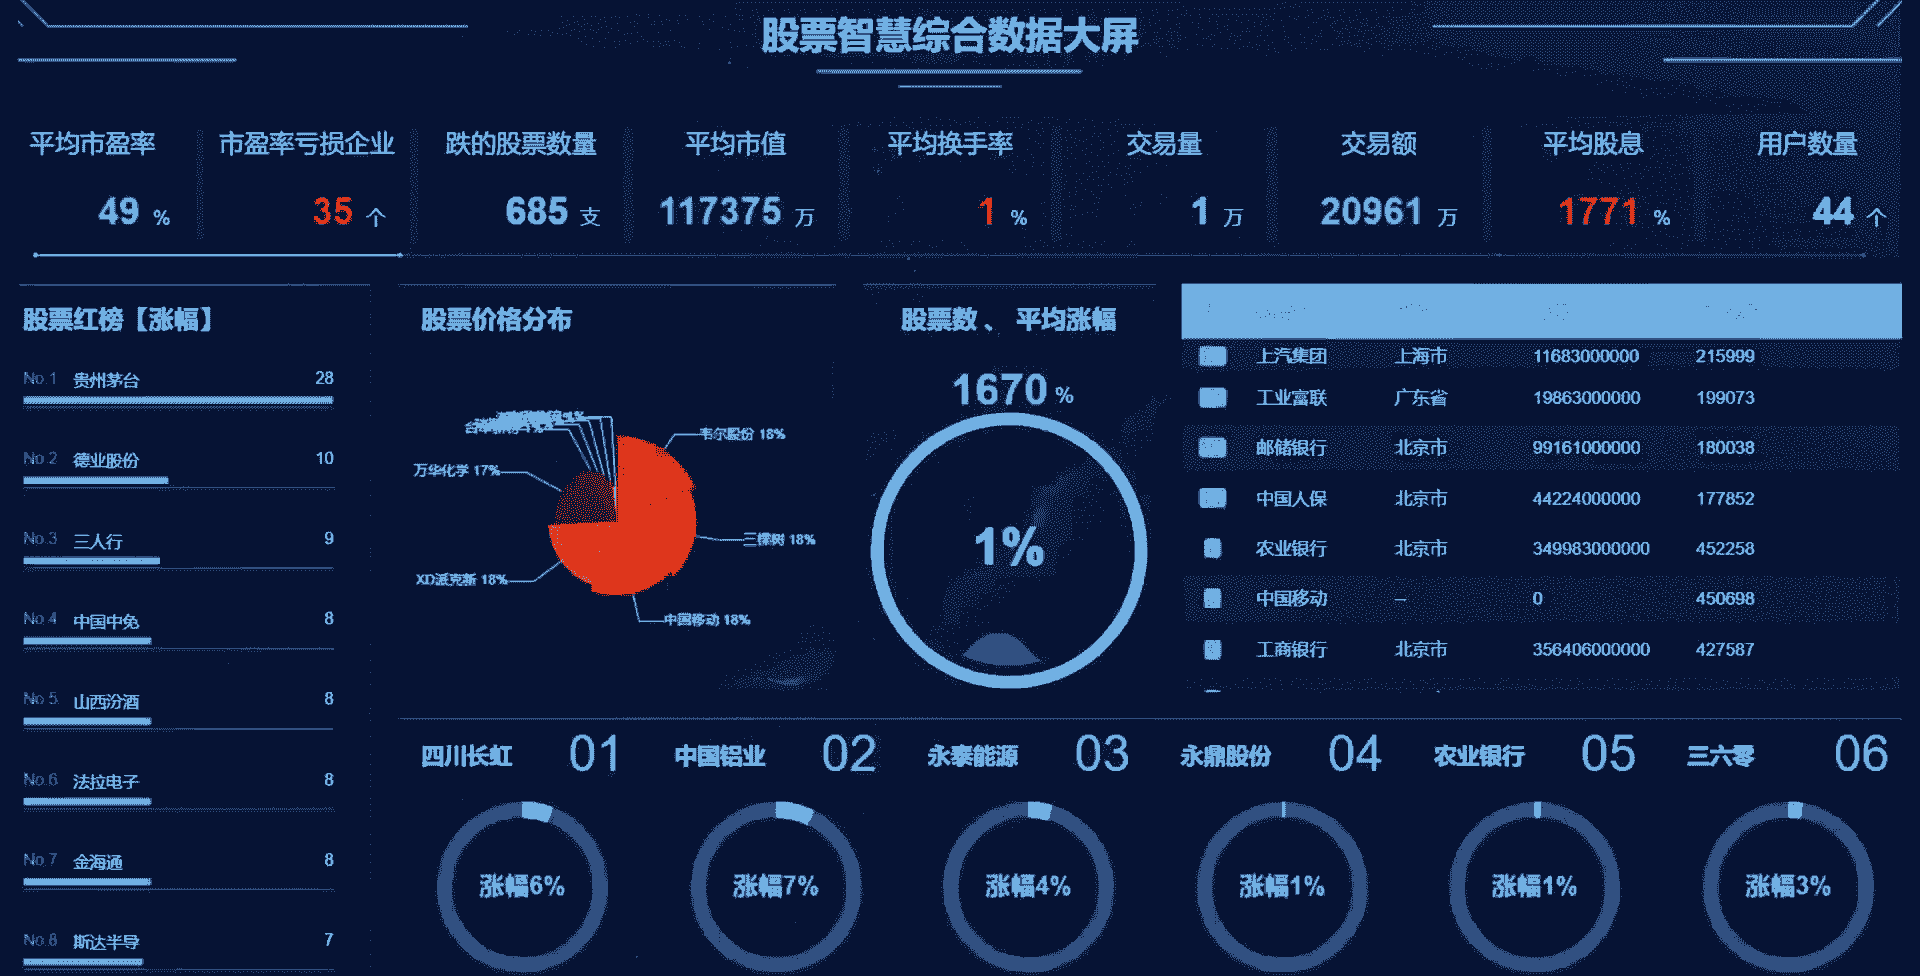 股票智慧综合数据大屏
平均市盈率 市盈率亏损企业 跌的股票数量 平均市值 平均换手率 交易量 交易额 平均股息 用户数量
49 % 35 个 685 支 117375 万 1 % 1 万 20961 万 1771 % 44 个
股票红榜【涨幅】
No.1 贵州茅台 28
No.2 德业股份 10
No.3 三人行 9
No.4 中国中免 8
No.5 山西汾酒 8
No.6 法拉电子 8
No.7 金海通 8
No.8 斯达半导 7
股票价格分布
韦尔股份 18%
万华化学 17%
三棵树 18%
XD派克新 18%
中国移动 18%
股票数 、 平均涨幅
1670 %
1%
上汽集团 上海市 11683000000 215999
工业富联 广东省 19863000000 199073
邮储银行 北京市 99161000000 180038
中国人保 北京市 44224000000 177852
农业银行 北京市 349983000000 452258
中国移动 – 0 450698
工商银行 北京市 356406000000 427587
四川长虹 01 中国铝业 02 永泰能源 03 永鼎股份 04 农业银行 05 三六零 06
涨幅6% 涨幅7% 涨幅4% 涨幅1% 涨幅1% 涨幅3%